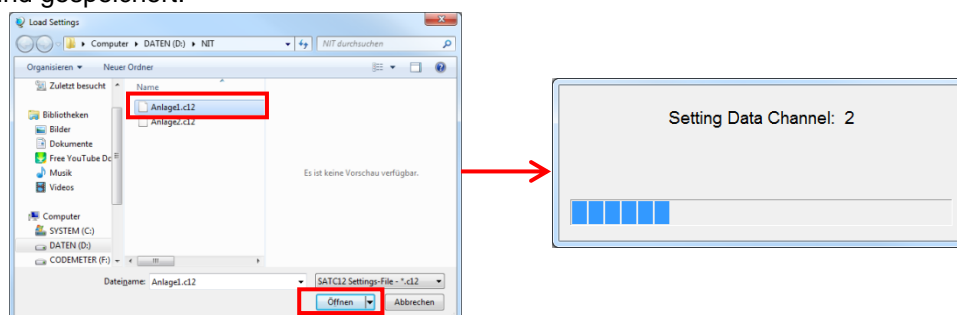 und gespeichert.
Load Settings
Computer ▸ DATEN (D:) ▸ NIT
NIT durchsuchen
Organisieren
Neuer Ordner
Zuletzt besucht
Name
Anlage1.c12
Anlage2.c12
Bibliotheken
Bilder
Dokumente
Free YouTube Dc
Musik
Videos
Es ist keine Vorschau verfügbar.
Computer
SYSTEM (C:)
DATEN (D:)
CODEMETER (F:)
Dateiname: Anlage1.c12
SATC12 Settings-File - *.c12
Öffnen
Abbrechen
Setting Data Channel: 2